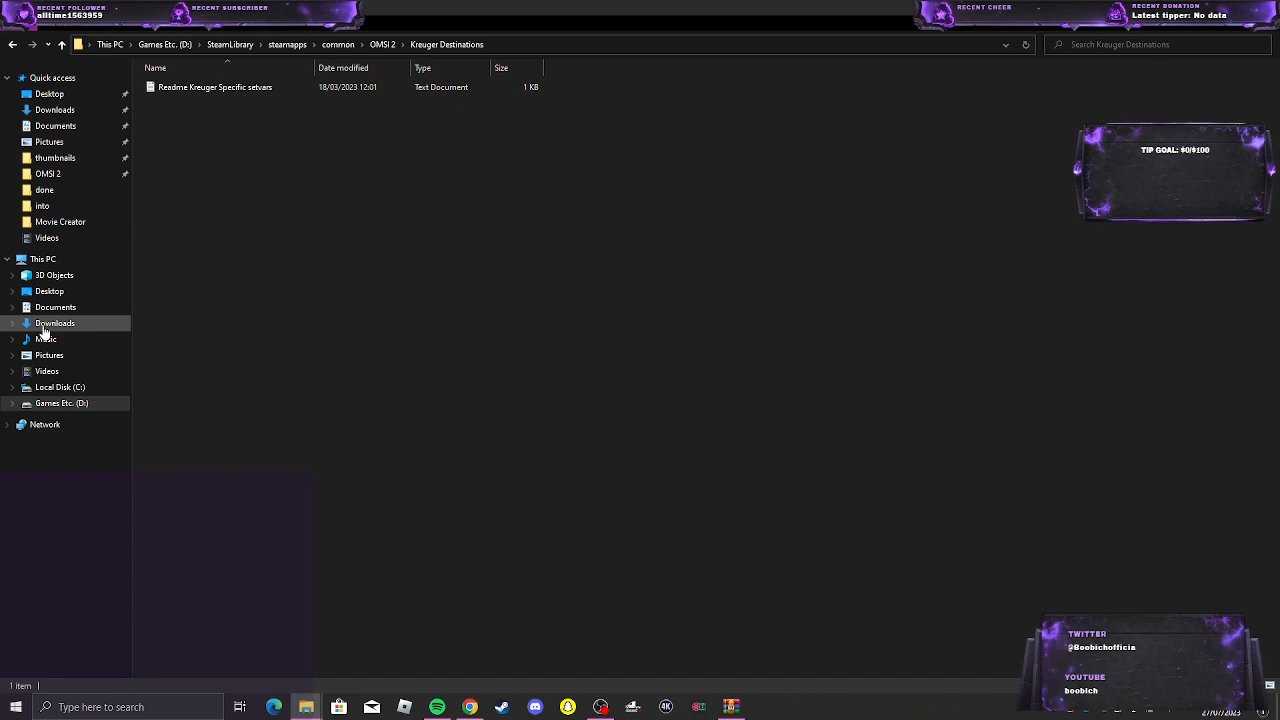 RECENT FOLLOWER
alltime1563959
RECENT SUBSCRIBER
RECENT CHEER
RECENT DONATION
Latest tipper: No data
This PC > Games Etc. (D:) > SteamLibrary > steamapps > common > OMSI 2 > Kreuger Destinations
Search Kreuger Destinations
Name Date modified Type Size
Readme Kreuger Specific setvars 18/03/2023 12:01 Text Document 1 KB
Quick access
Desktop
Downloads
Documents
Pictures
thumbnails
OMSI 2
done
into
Movie Creator
Videos
This PC
3D Objects
Desktop
Documents
Downloads
Music
Pictures
Videos
Local Disk (C:)
Games Etc. (D:)
Network
TIP GOAL: $0/$100
TWITTER
@Boobichofficia
YOUTUBE
boobich
1 item
Type here to search
4K
27/07/2023